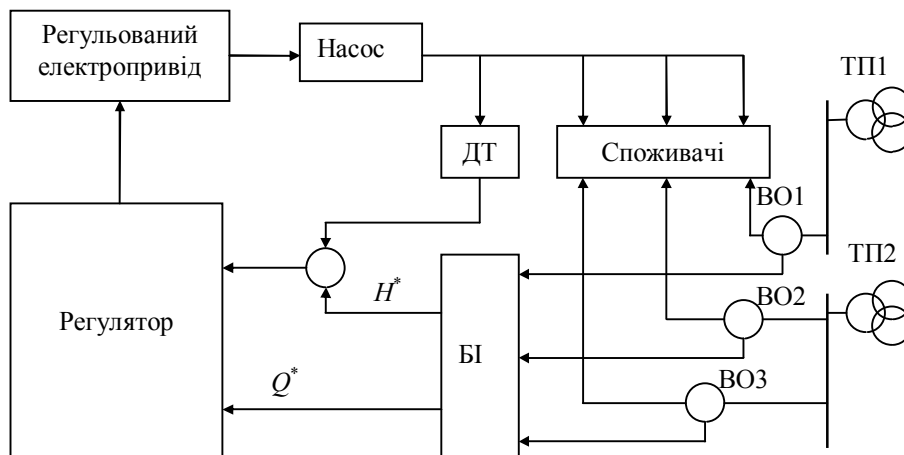 Регульований
електропривід
Насос
ТП1
ДТ
Споживачі
ВО1
ТП2
H*
ВО2
Регулятор
БІ
Q*
ВО3